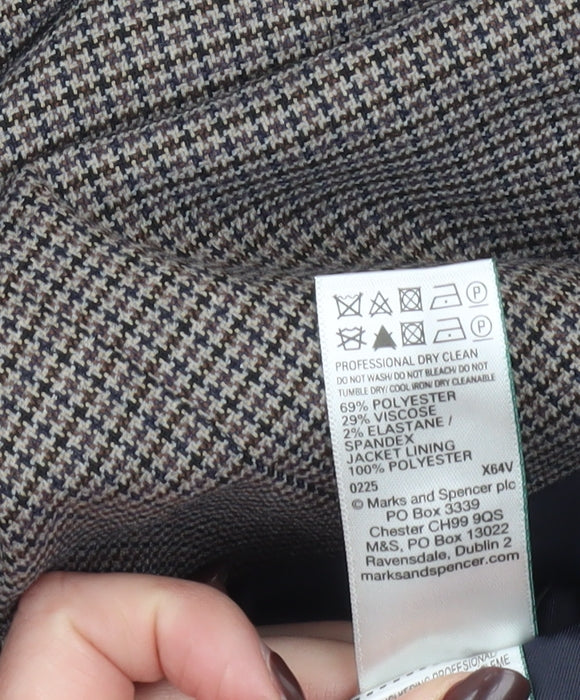 P
P
PROFESSIONAL DRY CLEAN
DO NOT WASH/ DO NOT BLEACH/ DO NOT
TUMBLE DRY/ COOL IRON/ DRY CLEANABLE
69% POLYESTER
29% VISCOSE
2% ELASTANE /
SPANDEX
JACKET LINING
100% POLYESTER
0225 X64V
© Marks and Spencer plc
PO Box 3339
Chester CH99 9QS
M&S, PO Box 13022
Ravensdale, Dublin 2
marksandspencer.com
PROFESSIONAL